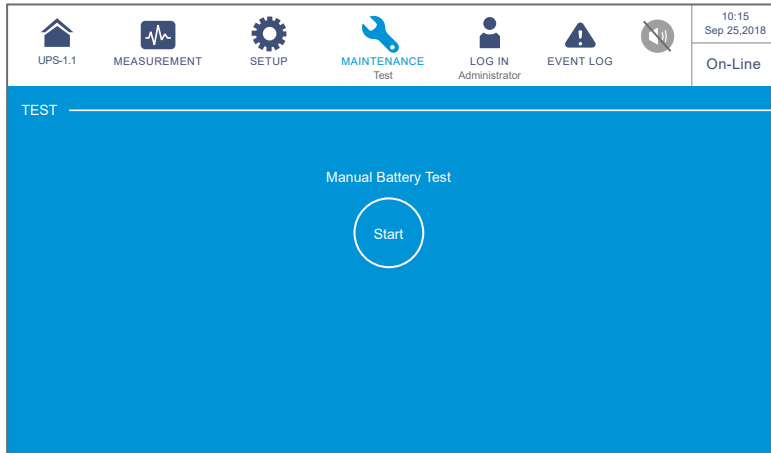 UPS-1.1
MEASUREMENT
SETUP
MAINTENANCE
Test
LOG IN
Administrator
EVENT LOG
10:15
Sep 25,2018
On-Line
TEST
Manual Battery Test
Start